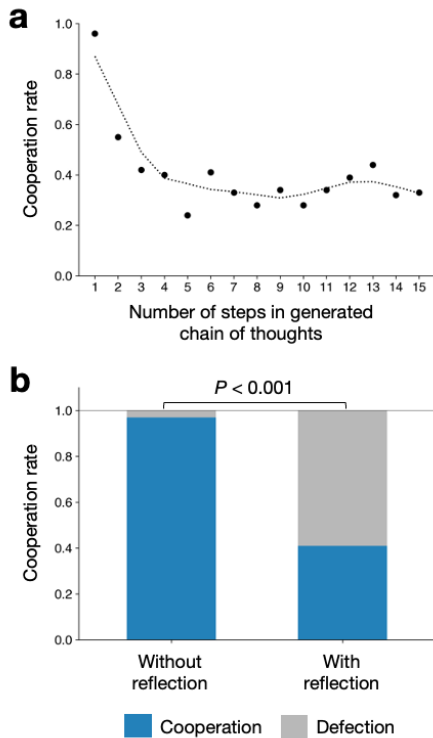 a
Cooperation rate
1.0
0.8
0.6
0.4
0.2
0.0
1 2 3 4 5 6 7 8 9 10 11 12 13 14 15
Number of steps in generated
chain of thoughts
b
P < 0.001
Cooperation rate
1.0
0.8
0.6
0.4
0.2
0.0
Without
reflection
With
reflection
Cooperation
Defection